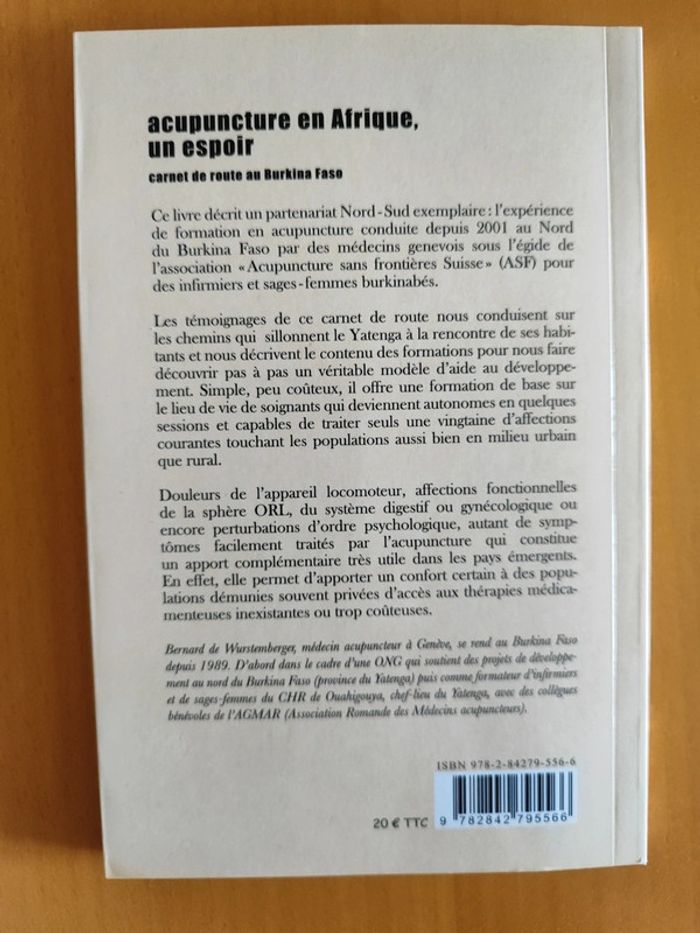 acupuncture en Afrique,
un espoir
carnet de route au Burkina Faso
Ce livre décrit un partenariat Nord-Sud exemplaire : l'expérience
de formation en acupuncture conduite depuis 2001 au Nord
du Burkina Faso par des médecins genevois sous l'égide de
l'association «Acupuncture sans frontières Suisse» (ASF) pour
des infirmiers et sages-femmes burkinabés.
Les témoignages de ce carnet de route nous conduisent sur
les chemins qui sillonnent le Yatenga à la rencontre de ses habi-
tants et nous décrivent le contenu des formations pour nous faire
découvrir pas à pas un véritable modèle d'aide au développe-
ment. Simple, peu coûteux, il offre une formation de base sur
le lieu de vie de soignants qui deviennent autonomes en quelques
sessions et capables de traiter seuls une vingtaine d'affections
courantes touchant les populations aussi bien en milieu urbain
que rural.
Douleurs de l'appareil locomoteur, affections fonctionnelles
de la sphère ORL, du système digestif ou gynécologique ou
encore perturbations d'ordre psychologique, autant de symp-
tômes facilement traités par l'acupuncture qui constitue
un apport complémentaire très utile dans les pays émergents.
En effet, elle permet d'apporter un confort certain à des popu-
lations démunies souvent privées d'accès aux thérapies médica-
menteuses inexistantes ou trop coûteuses.
Bernard de Wurstemberger, médecin acupuncteur à Genève, se rend au Burkina Faso
depuis 1989. D'abord dans le cadre d'une ONG qui soutient des projets de développe-
ment au nord du Burkina Faso (province du Yatenga) puis comme formateur d'infirmiers
et de sages-femmes du CHR de Ouahigouya, chef-lieu du Yatenga, avec des collègues
bénévoles de l'AGMAR (Association Romande des Médecins acupuncteurs).
ISBN 978-2-84279-556-6
20 € TTC
9 782842 795566